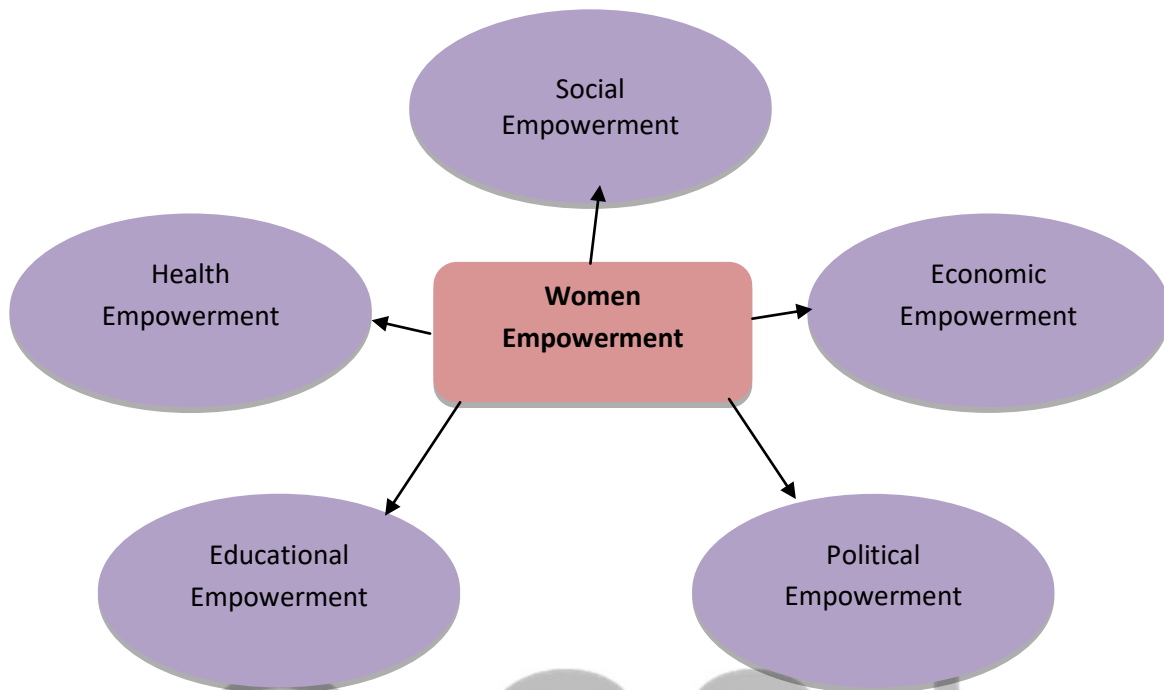 Social
Empowerment
Health
Empowerment
Women
Empowerment
Economic
Empowerment
Educational
Empowerment
Political
Empowerment